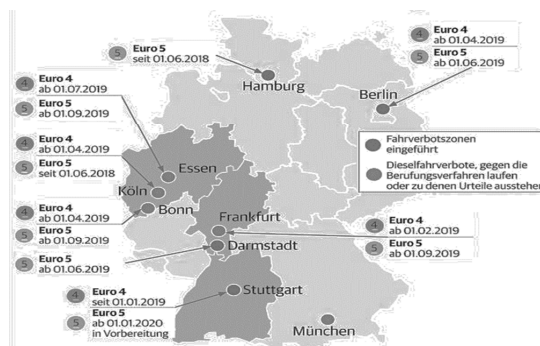 5 Euro 5
seit 01.06.2018
Hamburg
4 Euro 4
ab 01.04.2019
5 Euro 5
ab 01.06.2019
Berlin
4 Euro 4
ab 01.07.2019
5 Euro 5
ab 01.09.2019
Essen
4 Euro 4
ab 01.04.2019
5 Euro 5
seit 01.06.2018
Köln
4 Euro 4
ab 01.04.2019
5 Euro 5
ab 01.09.2019
Bonn
Fahrverbotszonen
eingeführt
Dieselfahrverbote, gegen die
Berufungsverfahren laufen
oder zu denen Urteile ausstehen
Frankfurt
4 Euro 4
ab 01.02.2019
5 Euro 5
ab 01.09.2019
5 Euro 5
ab 01.06.2019
Darmstadt
4 Euro 4
seit 01.01.2019
5 Euro 5
ab 01.01.2020
in Vorbereitung
Stuttgart
München